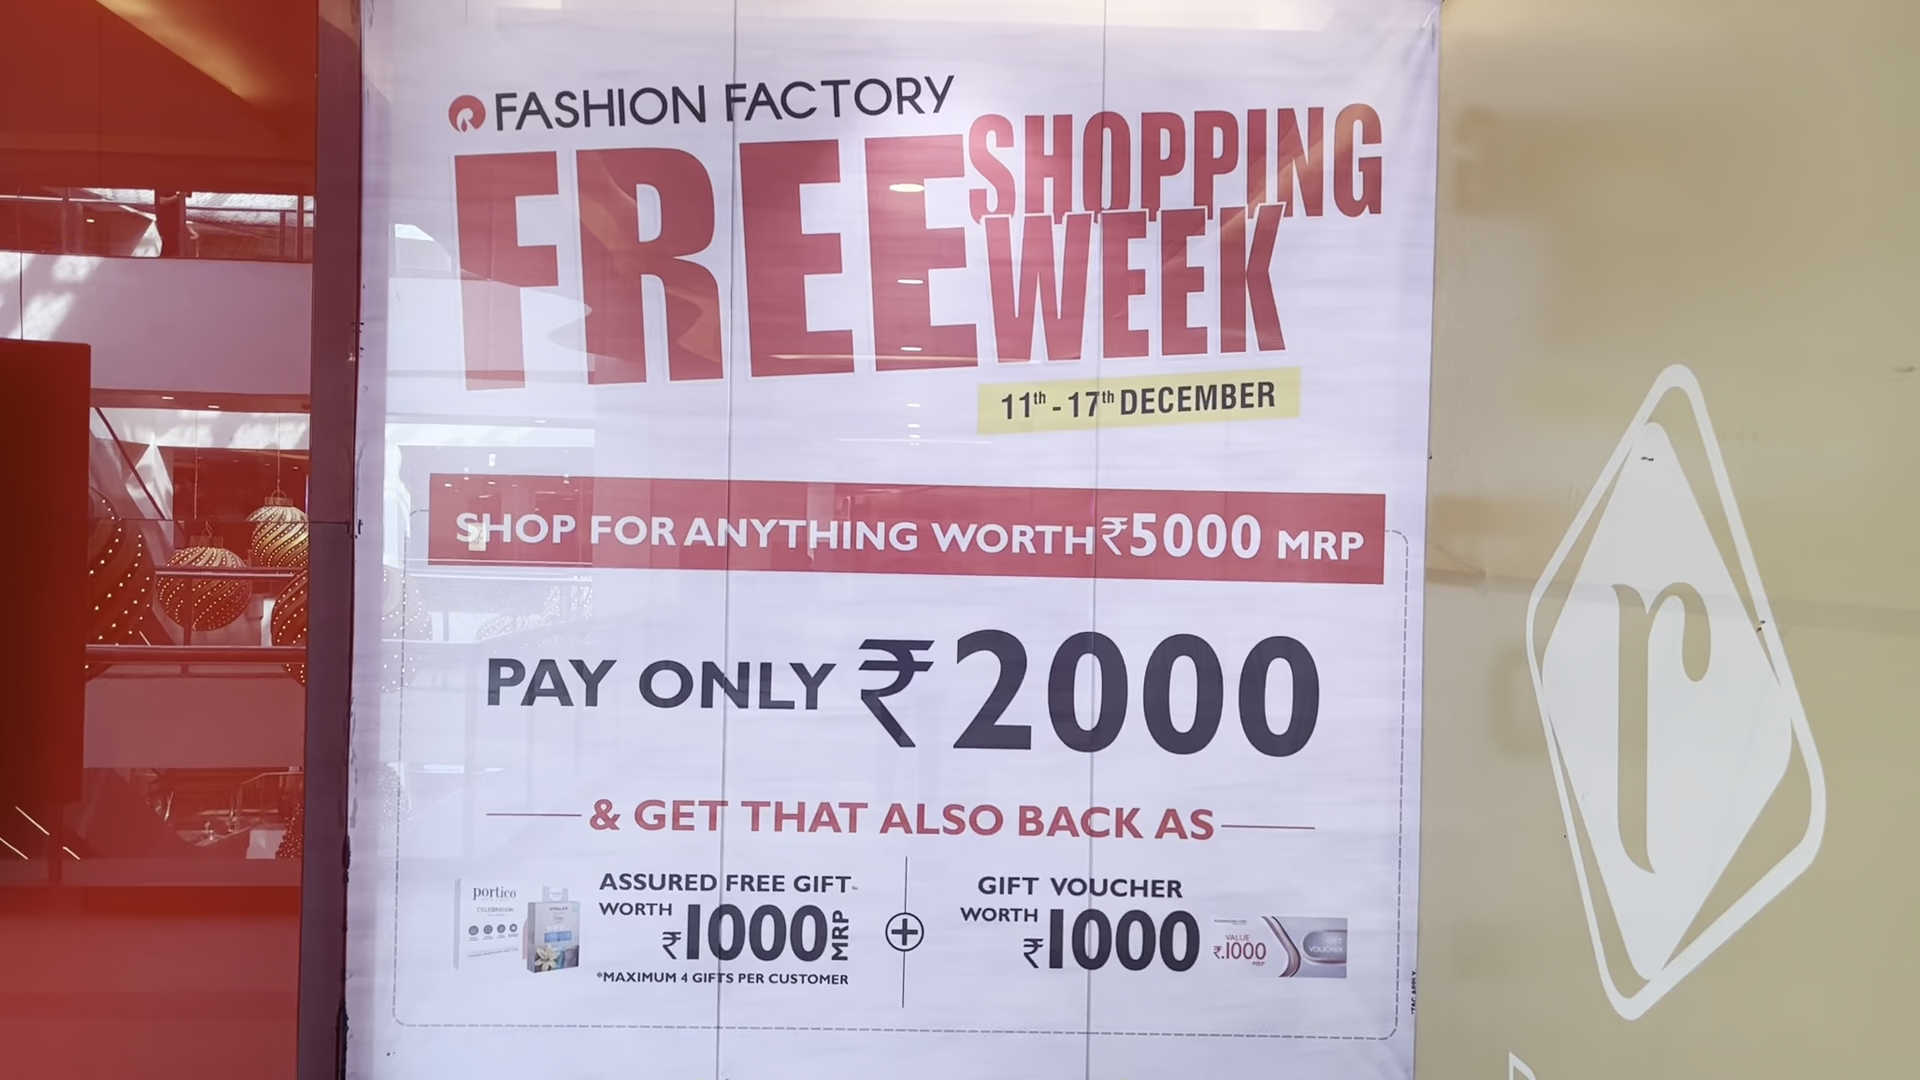 FASHION FACTORY
FREE SHOPPING WEEK
11th - 17th DECEMBER
SHOP FOR ANYTHING WORTH ₹5000 MRP
PAY ONLY ₹2000
& GET THAT ALSO BACK AS
ASSURED FREE GIFT
WORTH ₹1000 MRP
*MAXIMUM 4 GIFTS PER CUSTOMER
+
GIFT VOUCHER
WORTH ₹1000
portico
CELEBRATION
VALUE
₹.1000
MRP
GIFT
VOUCHER
*T&C APPLY
r